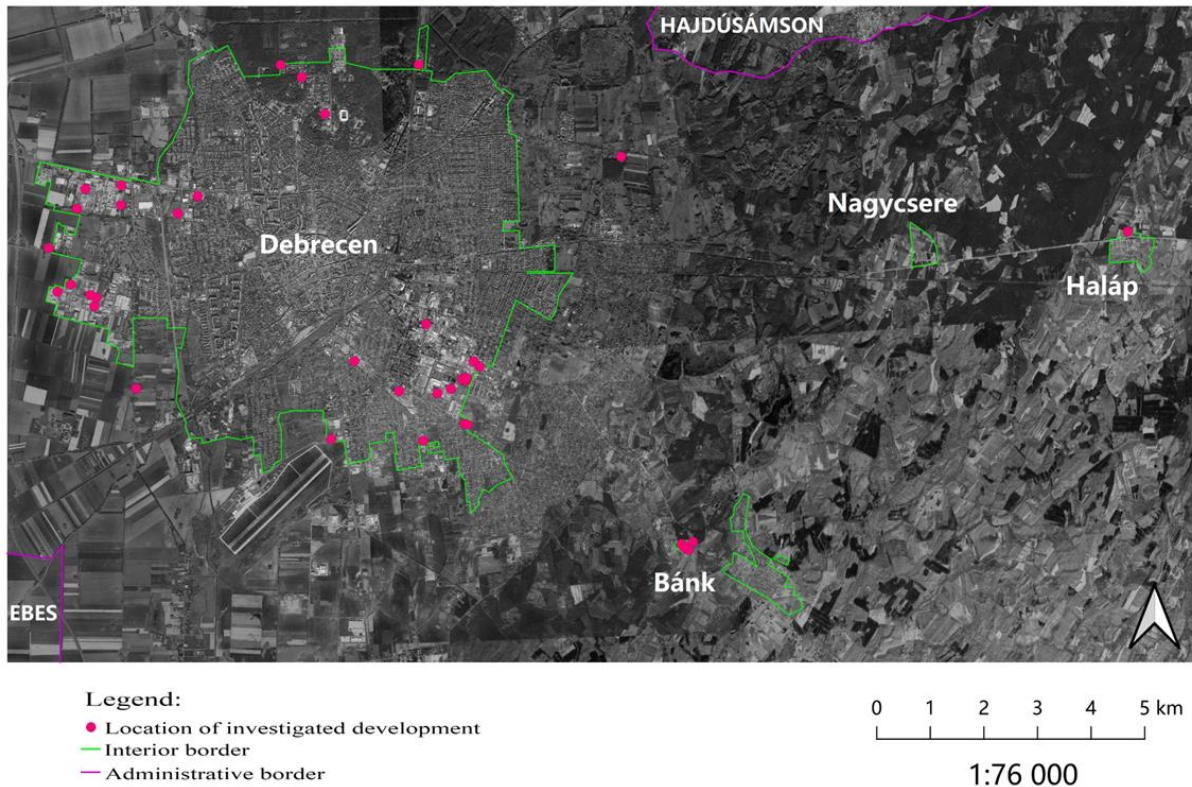 HAJDÚSÁMSON
Nagycsere
Debrecen
Haláp
Bánk
EBES
Legend:
Location of investigated development
Interior border
Administrative border
0 1 2 3 4 5 km
1:76 000